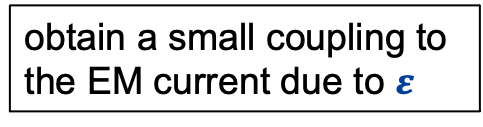 obtain a small coupling to
the EM current due to ε